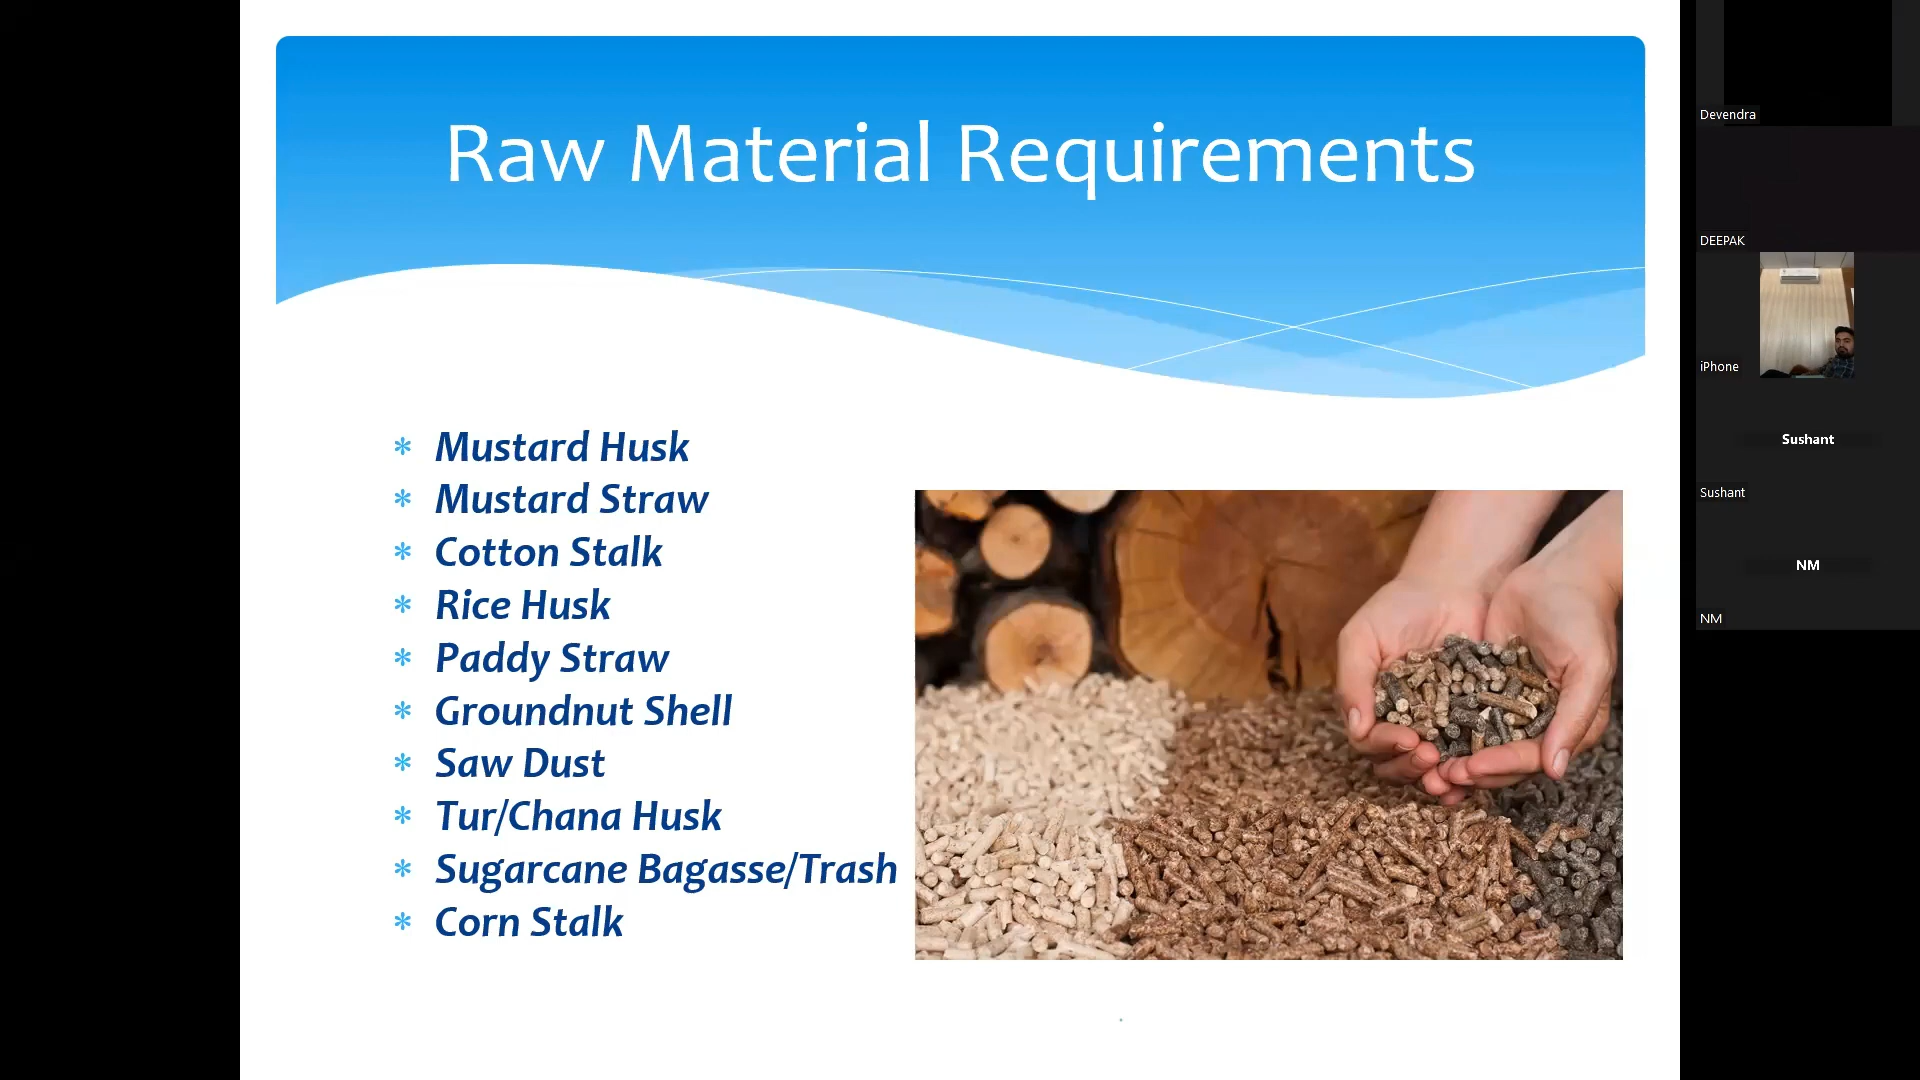 Raw Material Requirements
* Mustard Husk
* Mustard Straw
* Cotton Stalk
* Rice Husk
* Paddy Straw
* Groundnut Shell
* Saw Dust
* Tur/Chana Husk
* Sugarcane Bagasse/Trash
* Corn Stalk
Devendra
DEEPAK
iPhone
Sushant
Sushant
NM
NM